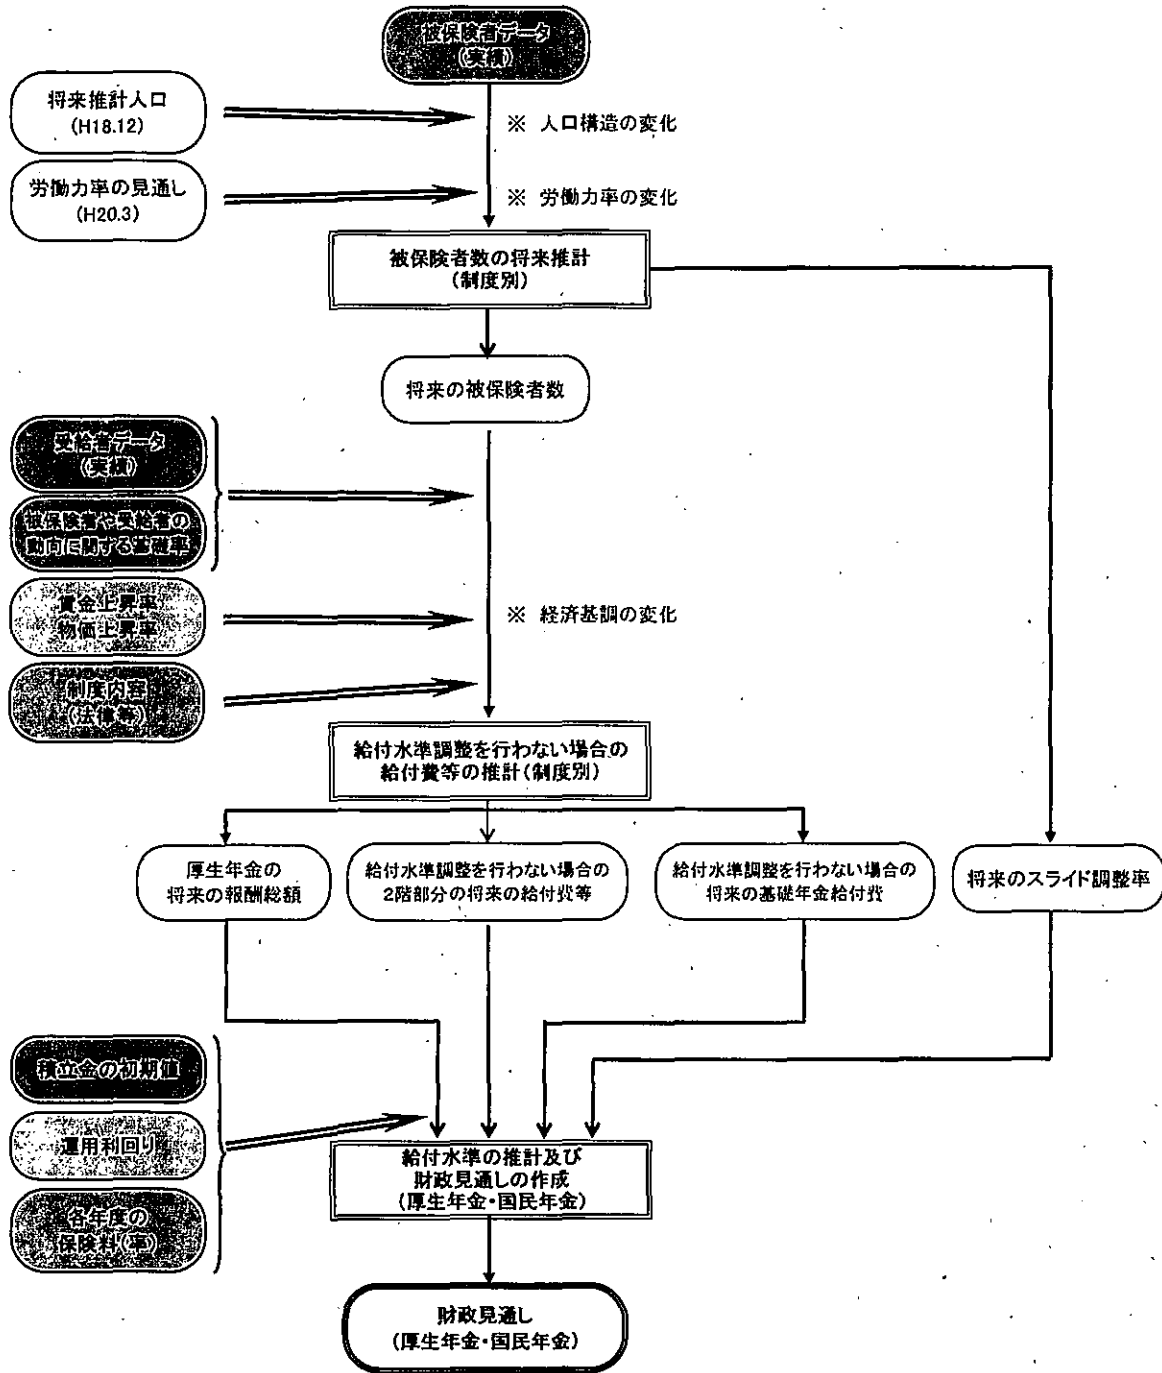 被保険者データ
(実績)
将来推計人口
(H18.12)
※ 人口構造の変化
労働力率の見通し
(H20.3)
※ 労働力率の変化
被保険者数の将来推計
(制度別)
将来の被保険者数
受給者データ
(実績)
被保険者や受給者の
動向に関する基礎率
賃金上昇率
物価上昇率
※ 経済基調の変化
制度内容
(法律等)
給付水準調整を行わない場合の
給付費等の推計(制度別)
厚生年金の
将来の報酬総額
給付水準調整を行わない場合の
2階部分の将来の給付費等
給付水準調整を行わない場合の
将来の基礎年金給付費
将来のスライド調整率
積立金の初期値
運用利回り
各年度の
保険料(率)
給付水準の推計及び
財政見通しの作成
(厚生年金・国民年金)
財政見通し
(厚生年金・国民年金)